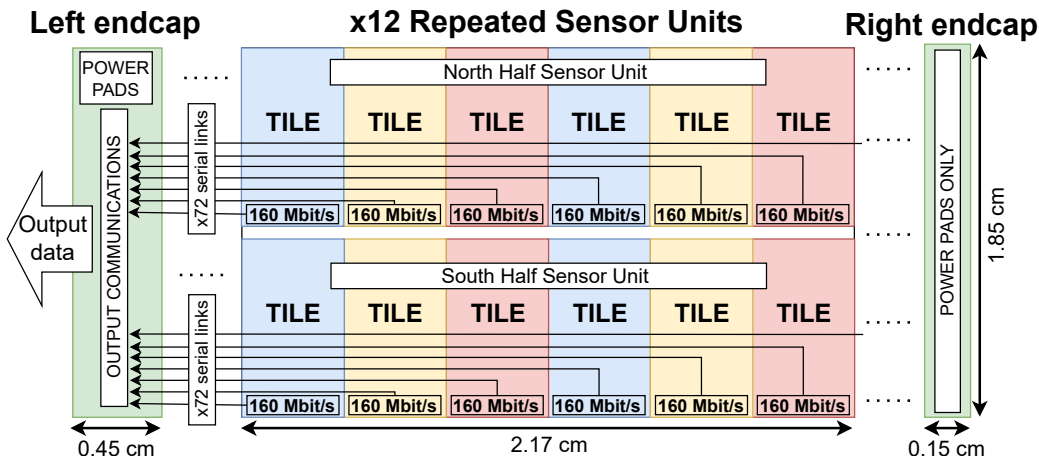 Left endcap
x12 Repeated Sensor Units
Right endcap
POWER
PADS
.....
North Half Sensor Unit
.....
TILE TILE TILE TILE TILE TILE
.....
x72 serial links
OUTPUT COMMUNICATIONS
160 Mbit/s 160 Mbit/s 160 Mbit/s 160 Mbit/s 160 Mbit/s 160 Mbit/s
Output
data
.....
POWER PADS ONLY
1.85 cm
.....
South Half Sensor Unit
TILE TILE TILE TILE TILE TILE
.....
x72 serial links
160 Mbit/s 160 Mbit/s 160 Mbit/s 160 Mbit/s 160 Mbit/s 160 Mbit/s
.....
0.45 cm
2.17 cm
0.15 cm